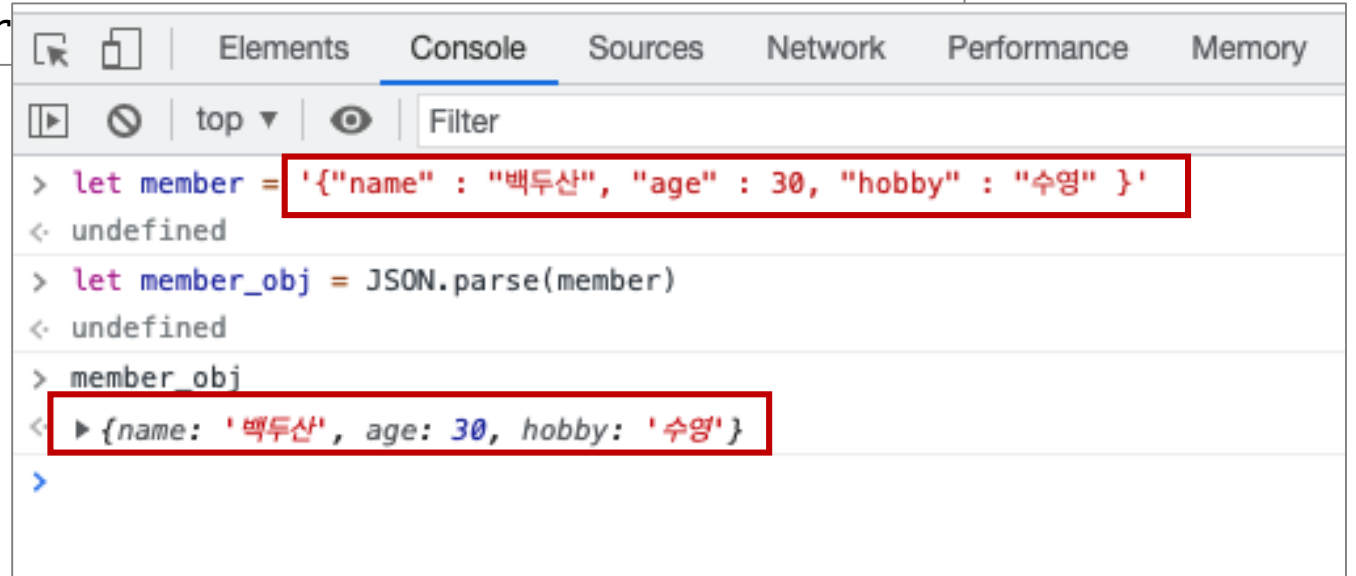 r
Elements Console Sources Network Performance Memory
top ▼ Filter
> let member = '{"name" : "백두산", "age" : 30, "hobby" : "수영" }'
<· undefined
> let member_obj = JSON.parse(member)
<· undefined
> member_obj
<· ▶ {name: '백두산', age: 30, hobby: '수영'}
>